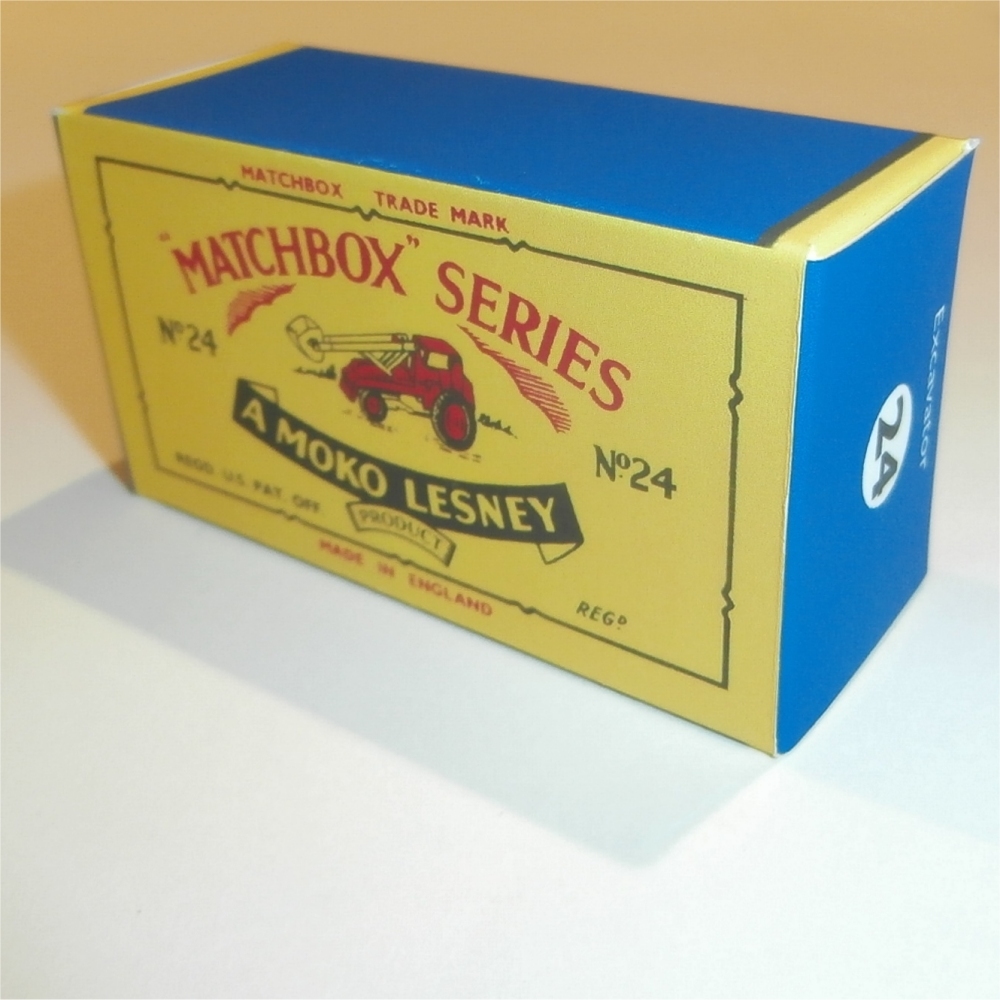 MATCHBOX TRADE MARK
"MATCHBOX" SERIES
Nº24
Nº24
A MOKO LESNEY
PRODUCT
REGD. U.S. PAT. OFF.
MADE IN ENGLAND
REGD
Excavator
24